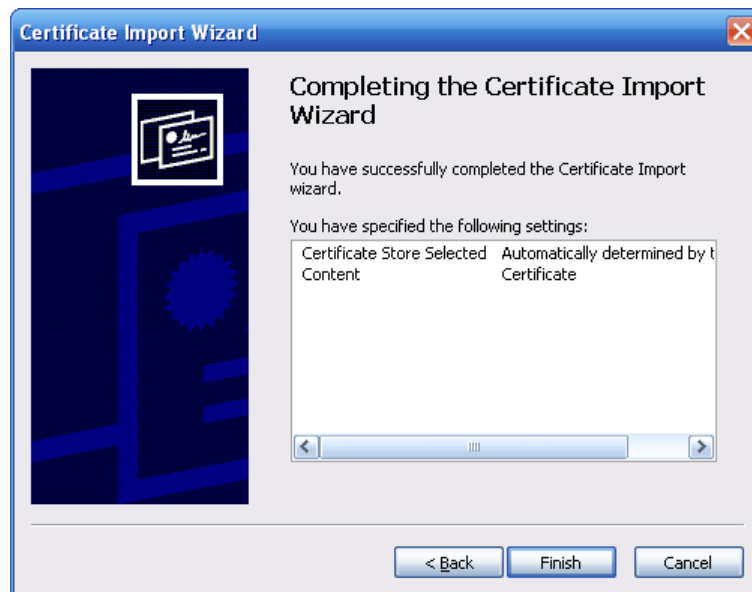 Certificate Import Wizard
Completing the Certificate Import
Wizard
You have successfully completed the Certificate Import
wizard.
You have specified the following settings:
Certificate Store Selected Automatically determined by t
Content Certificate
< Back Finish Cancel